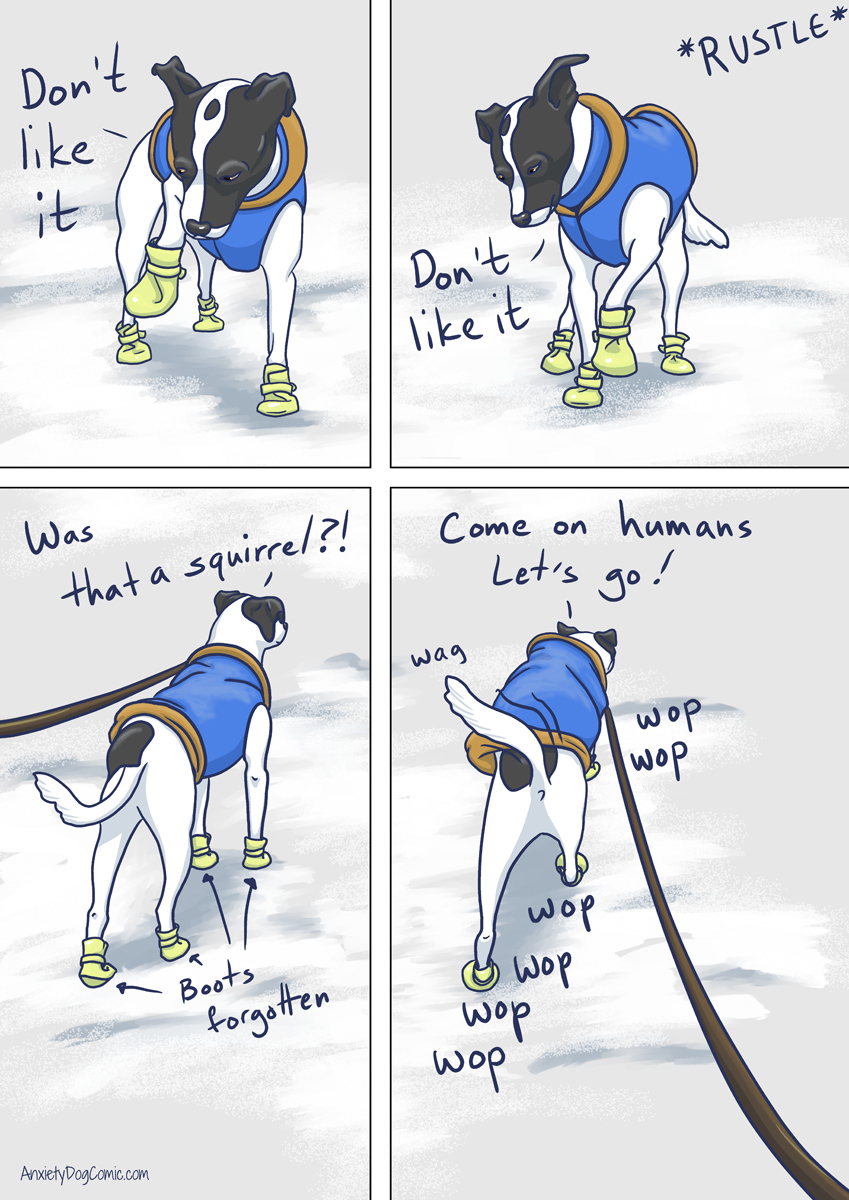 Don't
like
it
*RUSTLE*
Don't
like it
Was
that a squirrel?!
Boots
forgotten
Come on humans
Let's go!
wag
wop
wop
wop
wop
wop
wop
AnxietyDogComic.com